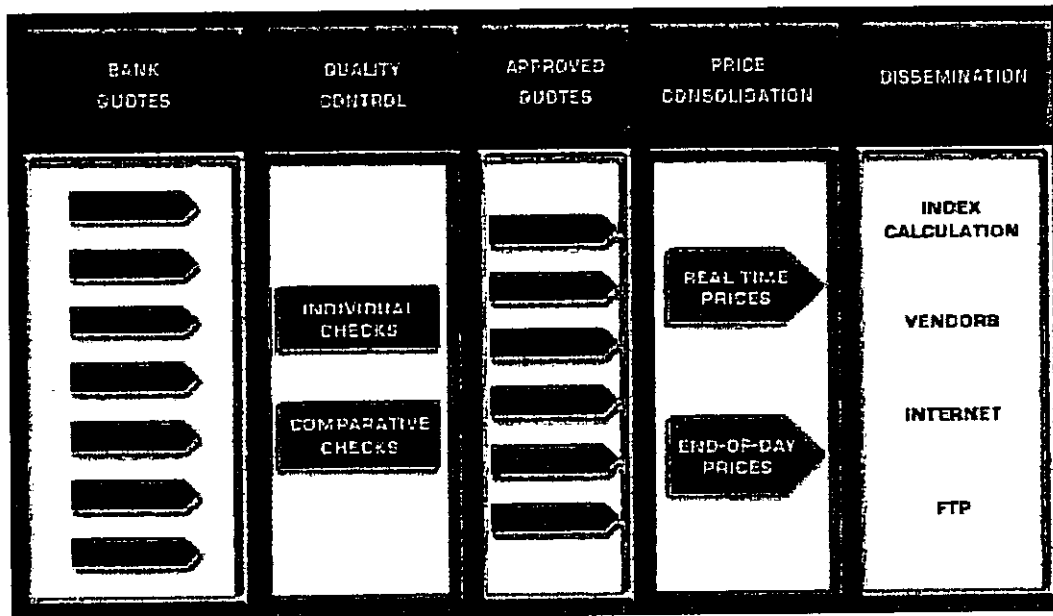 BANK
QUOTES
QUALITY
CONTROL
APPROVED
QUOTES
PRICE
CONSOLIDATION
DISSEMINATION
INDIVIDUAL
CHECKS
COMPARATIVE
CHECKS
REAL TIME
PRICES
END-OF-DAY
PRICES
INDEX
CALCULATION
VENDORS
INTERNET
FTP